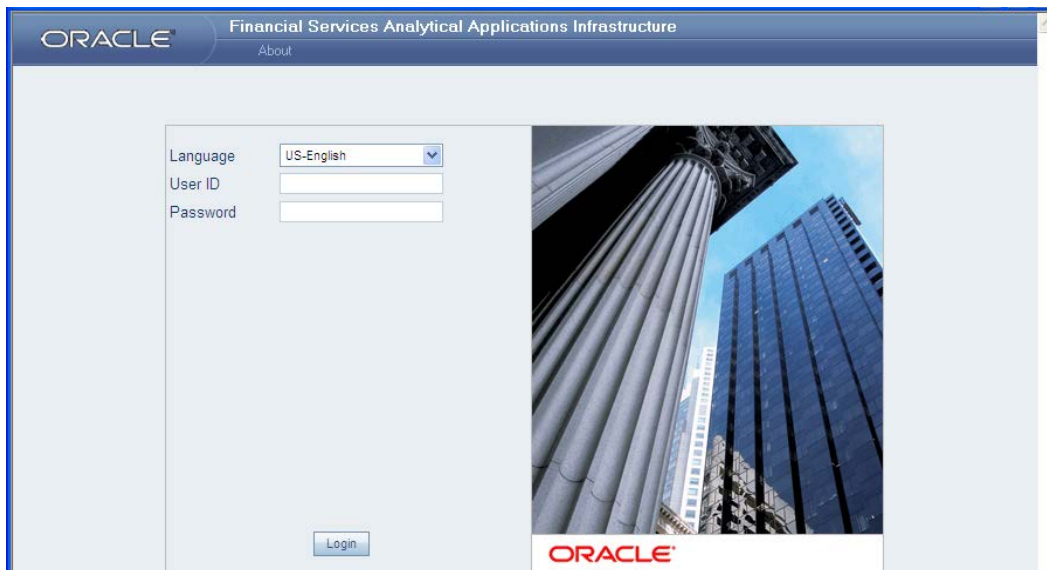 ORACLE
Financial Services Analytical Applications Infrastructure
About
Language US-English
User ID
Password
Login
ORACLE